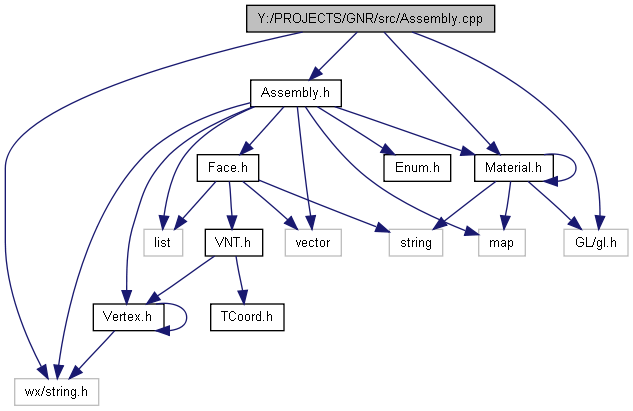 Y:/PROJECTS/GNR/src/Assembly.cpp
Assembly.h
Face.h
Enum.h
Material.h
list
VNT.h
vector
string
map
GL/gl.h
Vertex.h
TCoord.h
wx/string.h